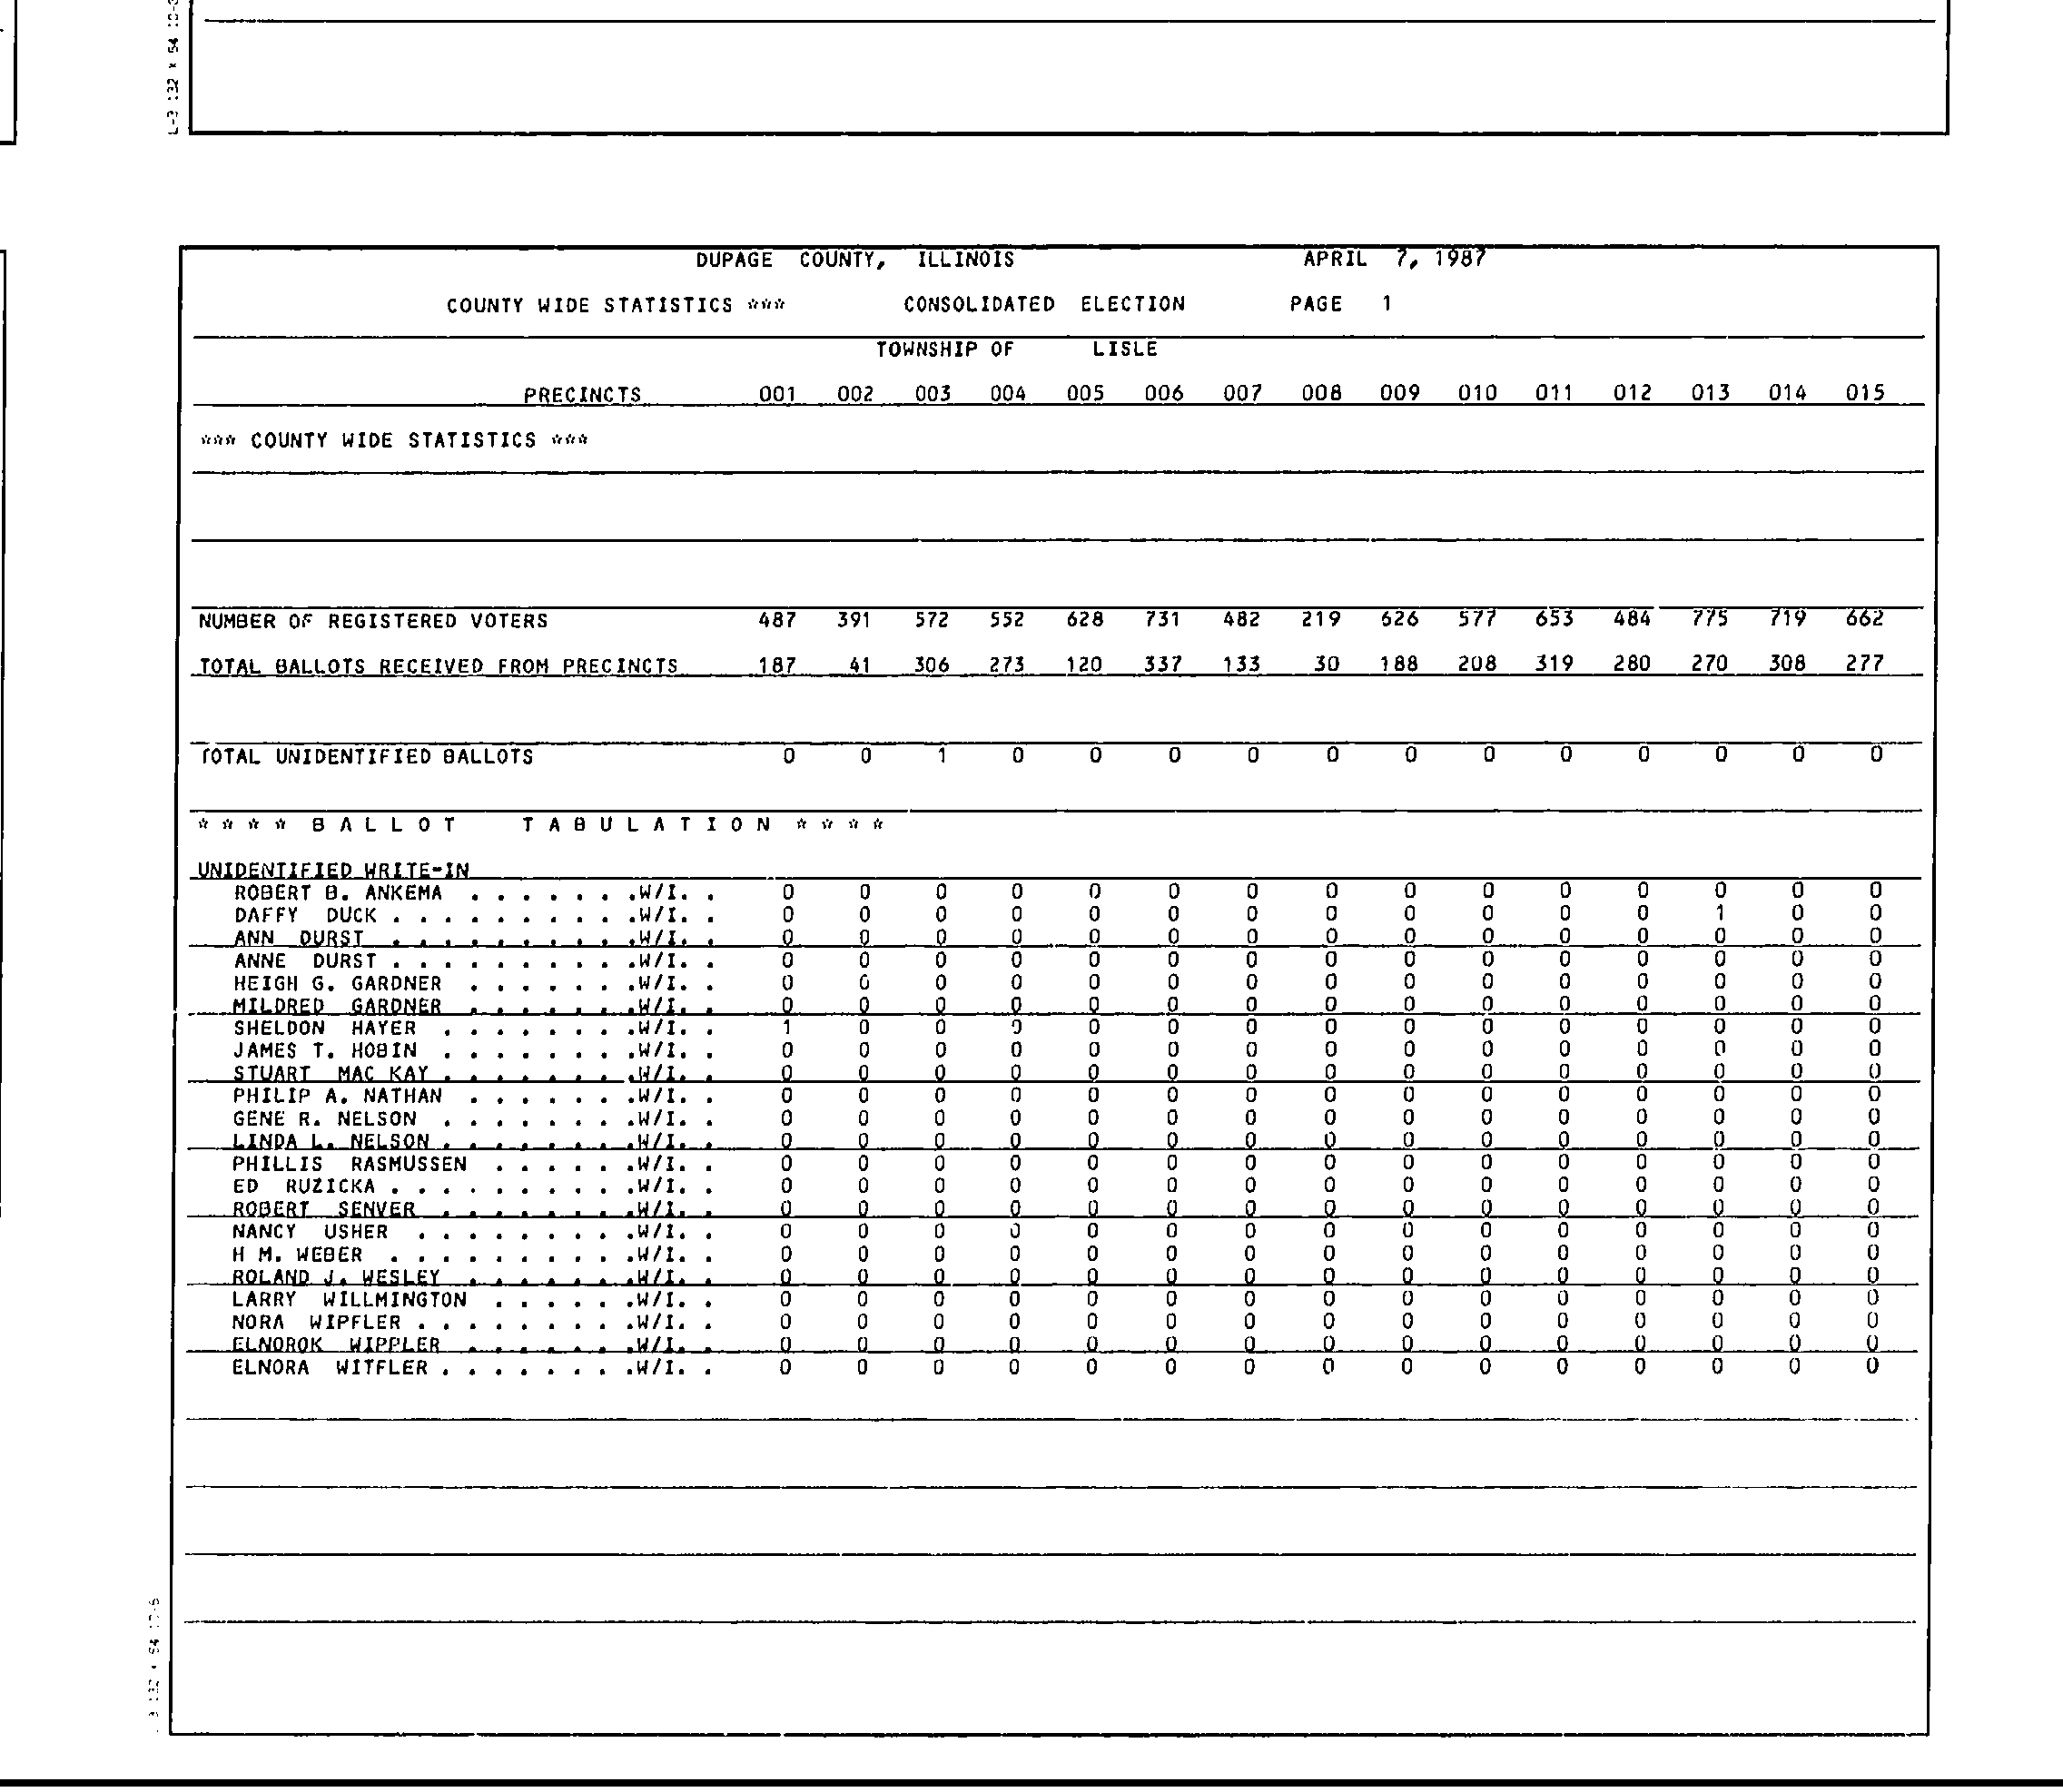 L-3 132 x 54 10-
DUPAGE COUNTY, ILLINOIS APRIL 7, 1987
COUNTY WIDE STATISTICS *** CONSOLIDATED ELECTION PAGE 1
TOWNSHIP OF LISLE
PRECINCTS 001 002 003 004 005 006 007 008 009 010 011 012 013 014 015
*** COUNTY WIDE STATISTICS ***
NUMBER OF REGISTERED VOTERS 487 391 572 552 628 731 482 219 626 577 653 484 775 719 662
TOTAL BALLOTS RECEIVED FROM PRECINCTS 187 41 306 273 120 337 133 30 188 208 319 280 270 308 277
TOTAL UNIDENTIFIED BALLOTS 0 0 1 0 0 0 0 0 0 0 0 0 0 0 0
* * * * B A L L O T T A B U L A T I O N * * * *
UNIDENTIFIED WRITE-IN
ROBERT B. ANKEMA . . . . . . .W/I. . 0 0 0 0 0 0 0 0 0 0 0 0 0 0 0
DAFFY DUCK . . . . . . . . . .W/I. . 0 0 0 0 0 0 0 0 0 0 0 0 1 0 0
ANN DURST . . . . . . . . . .W/I. . 0 0 0 0 0 0 0 0 0 0 0 0 0 0 0
ANNE DURST . . . . . . . . . .W/I. . 0 0 0 0 0 0 0 0 0 0 0 0 0 0 0
HEIGH G. GARDNER . . . . . . .W/I. . 0 0 0 0 0 0 0 0 0 0 0 0 0 0 0
MILDRED GARDNER . . . . . . .W/I. . 0 0 0 0 0 0 0 0 0 0 0 0 0 0 0
SHELDON HAYER . . . . . . . .W/I. . 1 0 0 0 0 0 0 0 0 0 0 0 0 0 0
JAMES T. HOBIN . . . . . . . .W/I. . 0 0 0 0 0 0 0 0 0 0 0 0 0 0 0
STUART MAC KAY . . . . . . . .W/I. . 0 0 0 0 0 0 0 0 0 0 0 0 0 0 0
PHILIP A. NATHAN . . . . . . .W/I. . 0 0 0 0 0 0 0 0 0 0 0 0 0 0 0
GENE R. NELSON . . . . . . . .W/I. . 0 0 0 0 0 0 0 0 0 0 0 0 0 0 0
LINDA L. NELSON . . . . . . . .W/I. . 0 0 0 0 0 0 0 0 0 0 0 0 0 0 0
PHILLIS RASMUSSEN . . . . . .W/I. . 0 0 0 0 0 0 0 0 0 0 0 0 0 0 0
ED RUZICKA . . . . . . . . . .W/I. . 0 0 0 0 0 0 0 0 0 0 0 0 0 0 0
ROBERT SENVER . . . . . . . .W/I. . 0 0 0 0 0 0 0 0 0 0 0 0 0 0 0
NANCY USHER . . . . . . . . .W/I. . 0 0 0 0 0 0 0 0 0 0 0 0 0 0 0
H M. WEBER . . . . . . . . . .W/I. . 0 0 0 0 0 0 0 0 0 0 0 0 0 0 0
ROLAND J. WESLEY . . . . . . .W/I. . 0 0 0 0 0 0 0 0 0 0 0 0 0 0 0
LARRY WILLMINGTON . . . . . .W/I. . 0 0 0 0 0 0 0 0 0 0 0 0 0 0 0
NORA WIPFLER . . . . . . . . .W/I. . 0 0 0 0 0 0 0 0 0 0 0 0 0 0 0
ELNOROK WIPPLER . . . . . . .W/I. . 0 0 0 0 0 0 0 0 0 0 0 0 0 0 0
ELNORA WITFLER . . . . . . . .W/I. . 0 0 0 0 0 0 0 0 0 0 0 0 0 0 0